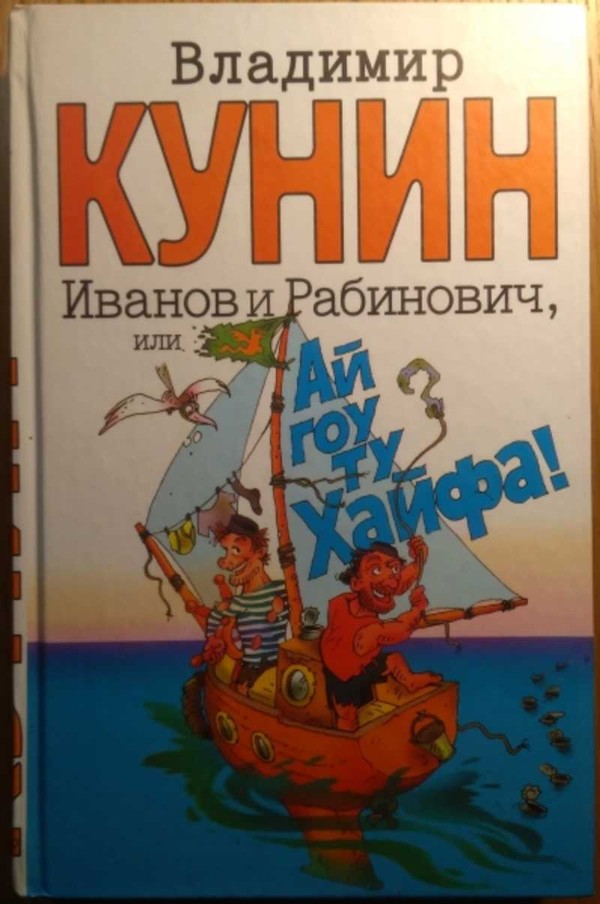 Владимир
КУНИН
Иванов и Рабинович,
или
Ай
гоу
ту
Хайфа!